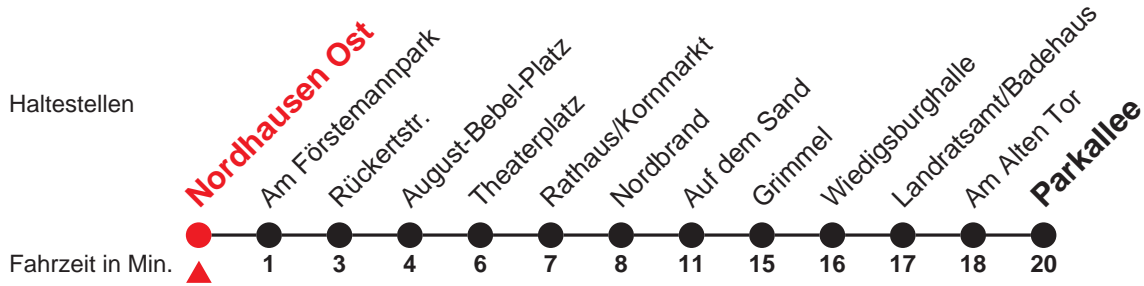 Haltestellen
Nordhausen Ost
Am Förstemannpark
Rückertstr.
August-Bebel-Platz
Theaterplatz
Rathaus/Kornmarkt
Nordbrand
Auf dem Sand
Grimmel
Wiedigsburghalle
Landratsamt/Badehaus
Am Alten Tor
Parkallee
Fahrzeit in Min. 1 3 4 6 7 8 11 15 16 17 18 20